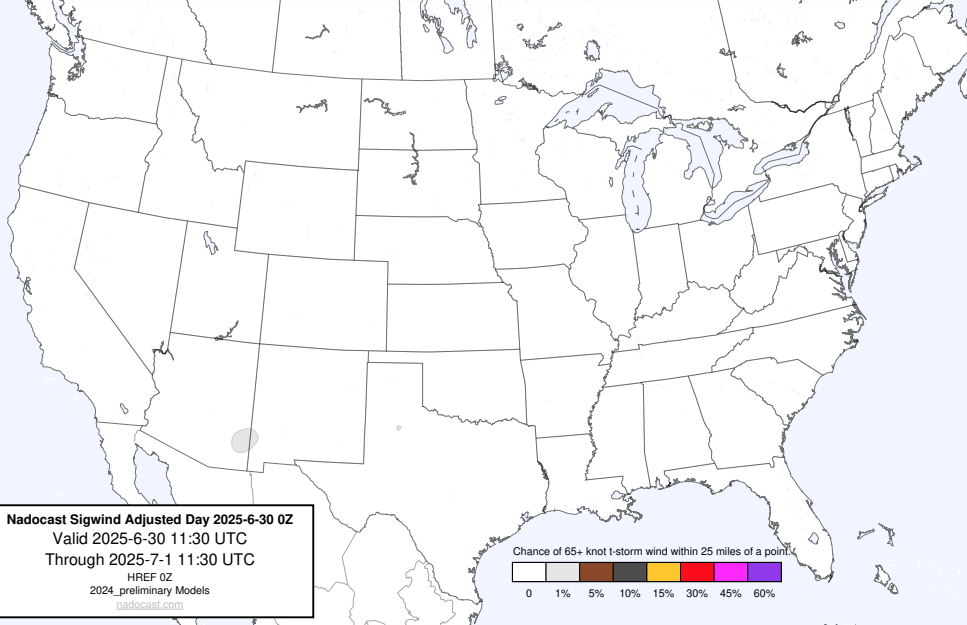 Nadocast Sigwind Adjusted Day 2025-6-30 0Z
Valid 2025-6-30 11:30 UTC
Through 2025-7-1 11:30 UTC
HREF 0Z
2024_preliminary Models
nadocast.com
Chance of 65+ knot t-storm wind within 25 miles of a point.
0 1% 5% 10% 15% 30% 45% 60%